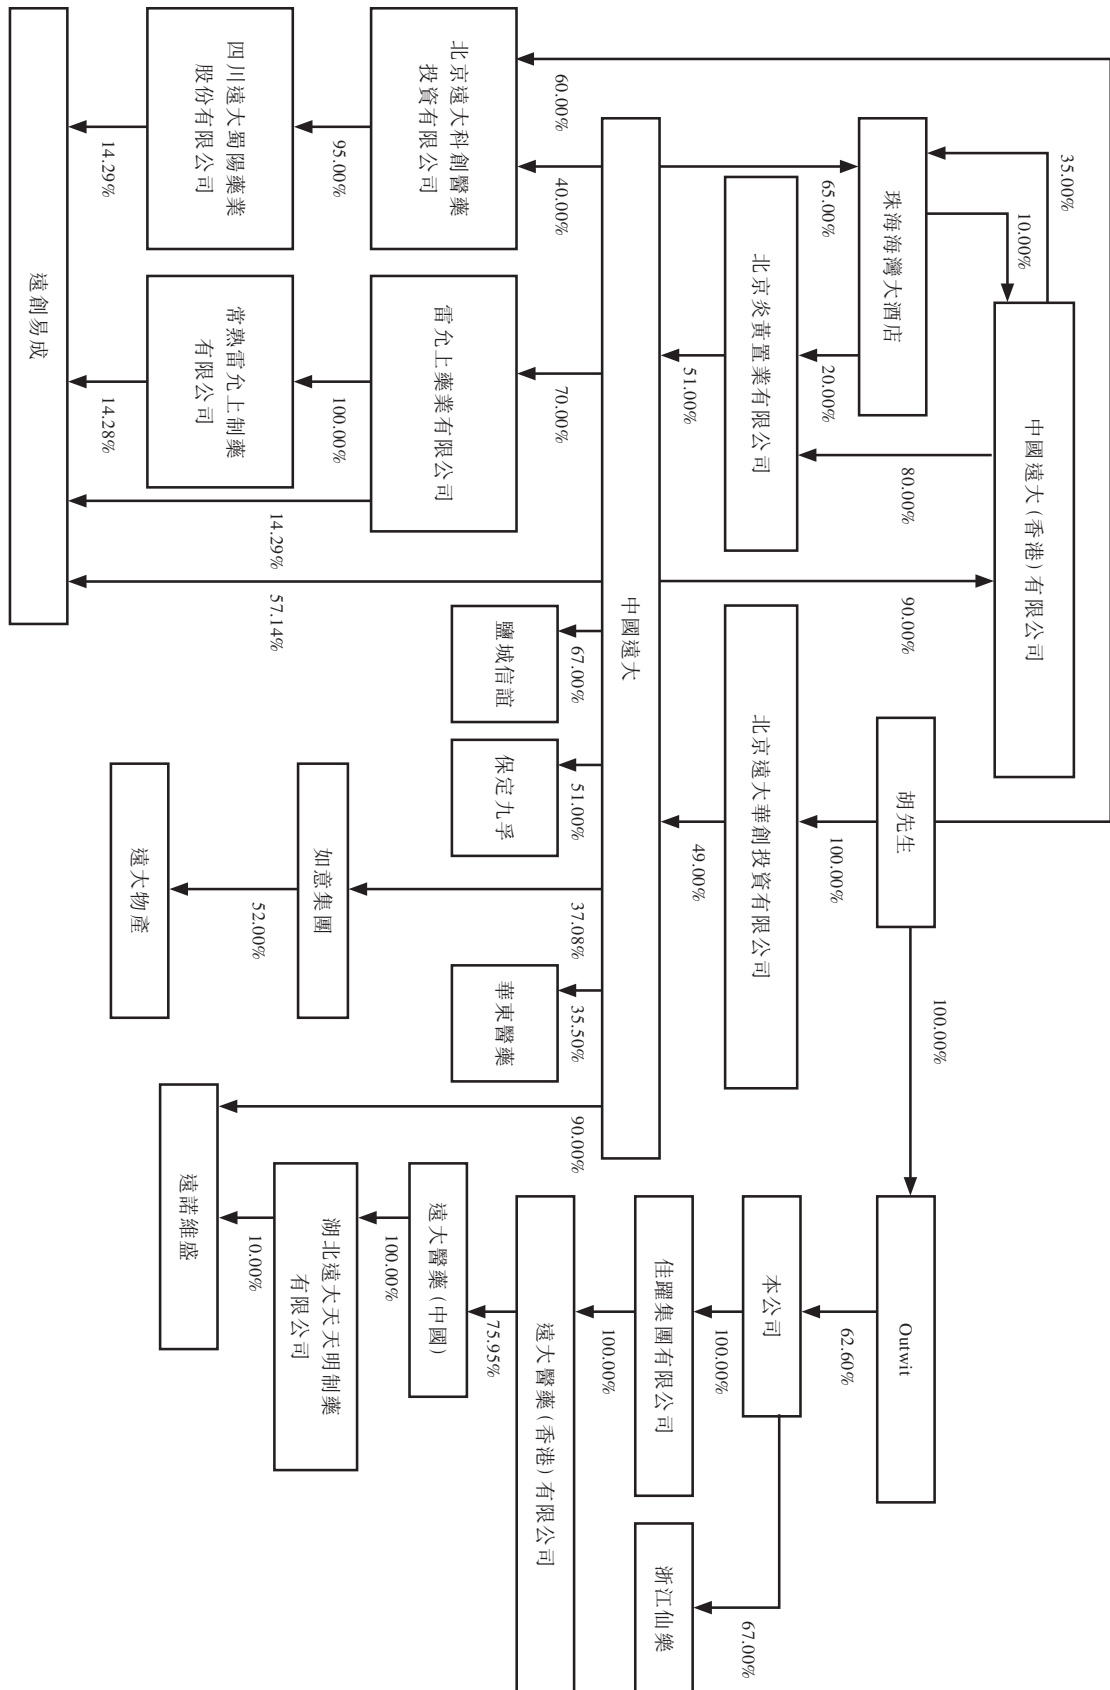 中國遠大(香港)有限公司
35.00%
10.00%
100.00%
胡先生
Outwit
珠海海灣大酒店
90.00%
80.00%
65.00%
20.00%
100.00%
62.60%
北京炎黃置業有限公司
北京遠大華創投資有限公司
本公司
51.00%
49.00%
100.00%
67.00%
中國遠大
佳躍集團有限公司
浙江仙樂
60.00%
40.00%
70.00%
67.00%
51.00%
37.08%
35.50%
90.00%
100.00%
遠大醫藥(香港)有限公司
北京遠大科創醫藥
投資有限公司
雷允上藥業有限公司
鹽城信誼
保定九孚
華東醫藥
75.95%
遠大醫藥(中國)
95.00%
100.00%
如意集團
100.00%
湖北遠大天天明制藥
有限公司
14.29%
57.14%
52.00%
10.00%
四川遠大蜀陽藥業
股份有限公司
常熟雷允上制藥
有限公司
遠大物產
遠諾維盛
14.29%
14.28%
遠創易成